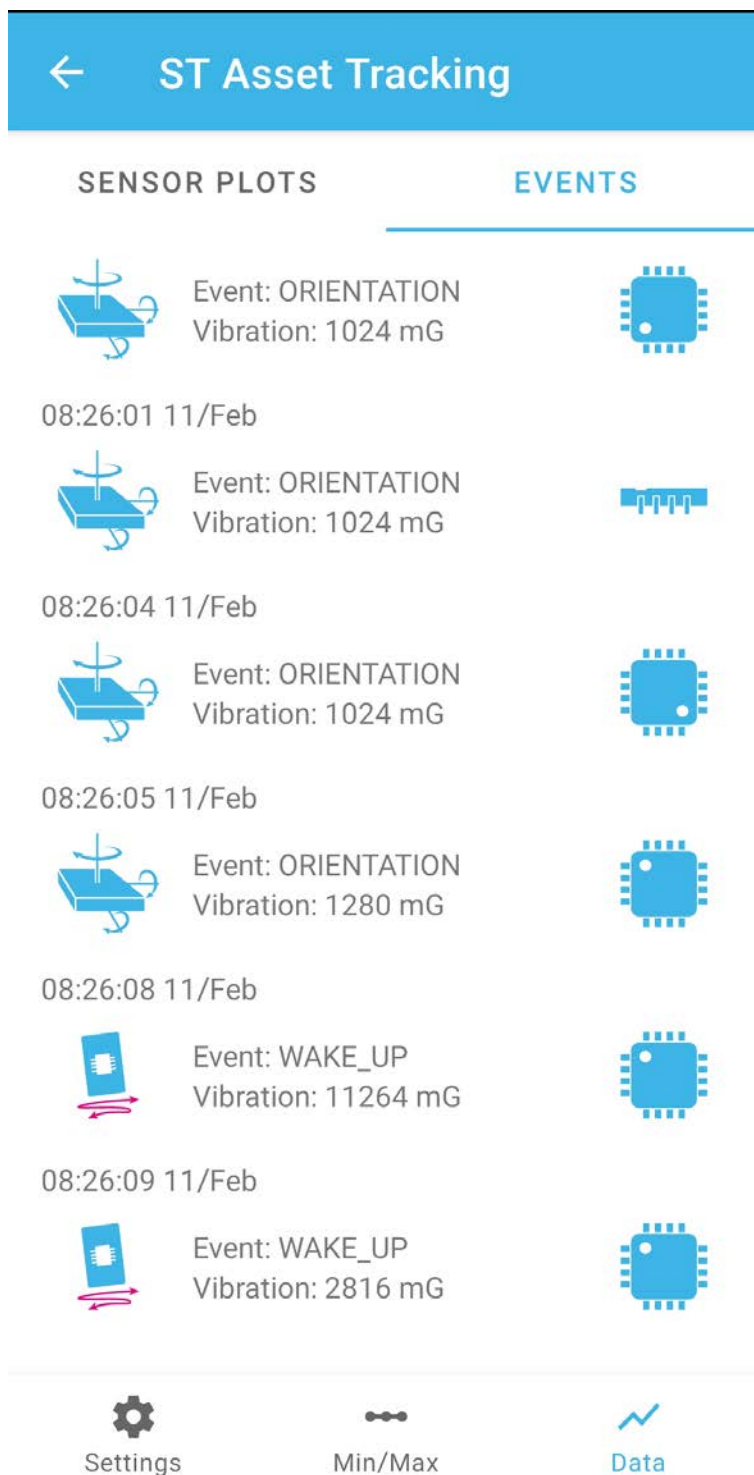 ST Asset Tracking
SENSOR PLOTS
EVENTS
Event: ORIENTATION
Vibration: 1024 mG
08:26:01 11/Feb
Event: ORIENTATION
Vibration: 1024 mG
08:26:04 11/Feb
Event: ORIENTATION
Vibration: 1024 mG
08:26:05 11/Feb
Event: ORIENTATION
Vibration: 1280 mG
08:26:08 11/Feb
Event: WAKE_UP
Vibration: 11264 mG
08:26:09 11/Feb
Event: WAKE_UP
Vibration: 2816 mG
Settings
Min/Max
Data